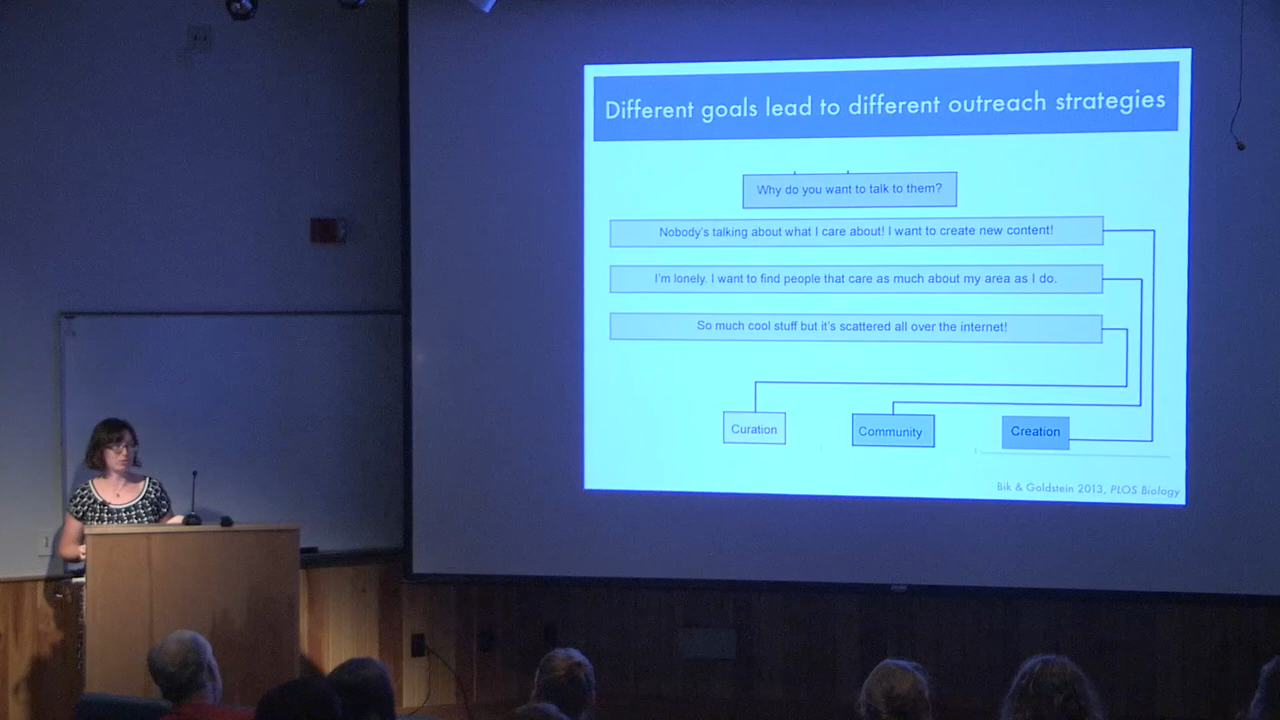 Different goals lead to different outreach strategies
Why do you want to talk to them?
Nobody's talking about what I care about! I want to create new content!
I'm lonely. I want to find people that care as much about my area as I do.
So much cool stuff but it's scattered all over the internet!
Curation
Community
Creation
Bik & Goldstein 2013, PLOS Biology